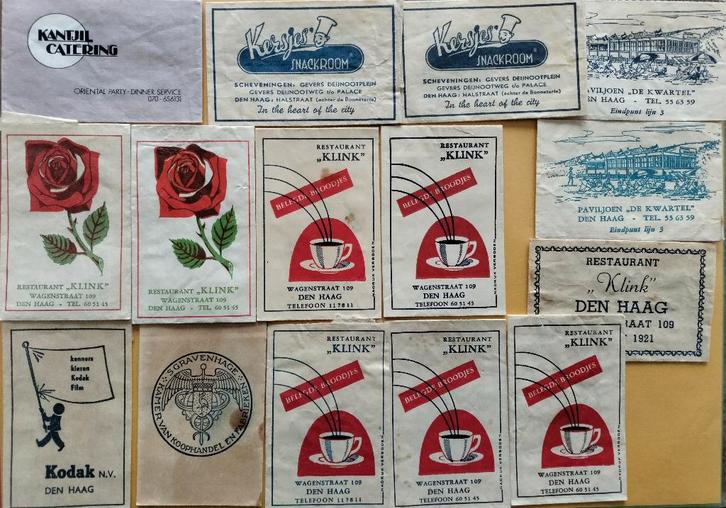 KANTJIL
CATERING
ORIENTAL PARTY-DINNER SERVICE
070-656131
Kersjes
SNACKROOM
SCHEVENINGEN: GEVERS DEIJNOOTPLEIN
GEVERS DEIJNOOTWEG t/o PALACE
DEN HAAG: HALSTRAAT (achter de Bonneterie)
In the heart of the city
Kersjes
SNACKROOM
SCHEVENINGEN: GEVERS DEIJNOOTPLEIN
GEVERS DEIJNOOTWEG t/o PALACE
DEN HAAG: HALSTRAAT (achter de Bonneterie)
In the heart of the city
PAVILJOEN „DE KWARTEL"
EN HAAG - TEL. 55 63 59
Eindpunt lijn 3
RESTAURANT „KLINK"
WAGENSTRAAT 109
DEN HAAG - TEL 60 51 45
RESTAURANT „KLINK"
WAGENSTRAAT 109
DEN HAAG - TEL. 60 51 45
RESTAURANT
„KLINK"
BELEGDE BROODJES
WAGENSTRAAT 109
DEN HAAG
TELEFOON 117811
RESTAURANT
„KLINK"
BELEGDE BROODJES
WAGENSTRAAT 109
DEN HAAG
TELEFOON 60 51 45
PAVILJOEN „DE KWARTEL"
DEN HAAG - TEL. 55 63 59
Eindpunt lijn 3
RESTAURANT
„Klink"
DEN HAAG
RAAT 109
1921
kenners
kiezen
Kodak
Film
Kodak N.V.
DEN HAAG
'S GRAVENHAGE
KAMER VAN KOOPHANDEL EN FABRIEKEN
RESTAURANT
„KLINK"
BELEGDE BROODJES
WAGENSTRAAT 109
DEN HAAG
TELEFOON 117811
RESTAURANT
„KLINK"
BELEGDE BROODJES
WAGENSTRAAT 109
DEN HAAG
TELEFOON 60 51 45
RESTAURANT
„KLINK"
BELEGDE BROODJES
WAGENSTRAAT 109
DEN HAAG
TELEFOON 60 51 45